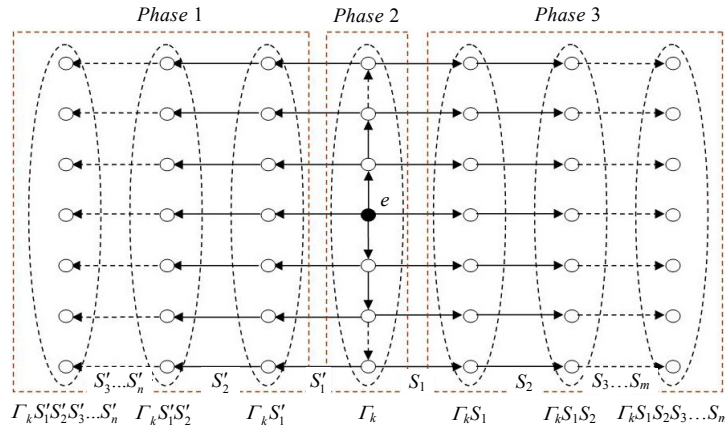 Phase 1 Phase 2 Phase 3
e
S′₃…S′ₙ S′₂ S′₁ S₁ S₂ S₃…Sₘ
ΓₖS′₁S′₂S′₃…S′ₙ ΓₖS′₁S′₂ ΓₖS′₁ Γₖ ΓₖS₁ ΓₖS₁S₂ ΓₖS₁S₂S₃…Sₘ